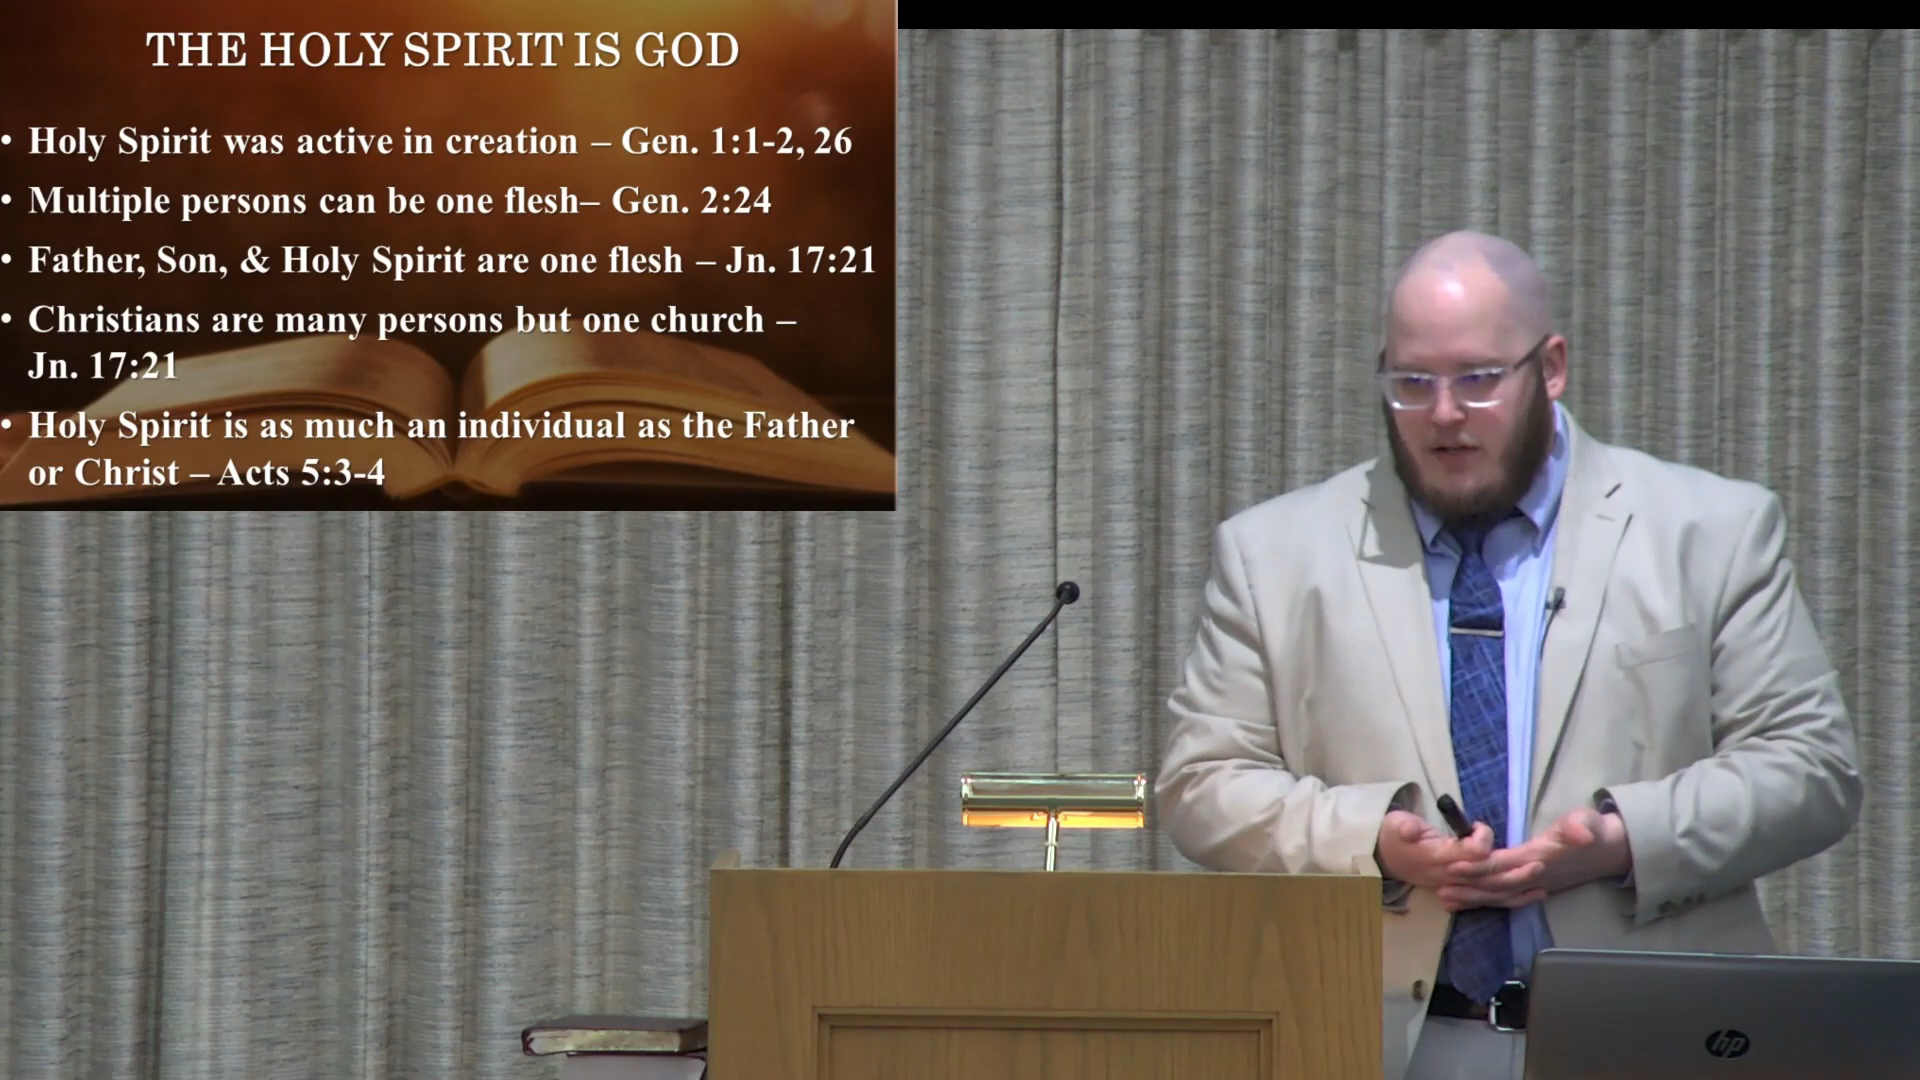 THE HOLY SPIRIT IS GOD
• Holy Spirit was active in creation – Gen. 1:1-2, 26
• Multiple persons can be one flesh– Gen. 2:24
• Father, Son, & Holy Spirit are one flesh – Jn. 17:21
• Christians are many persons but one church –
Jn. 17:21
• Holy Spirit is as much an individual as the Father
or Christ – Acts 5:3-4
hp